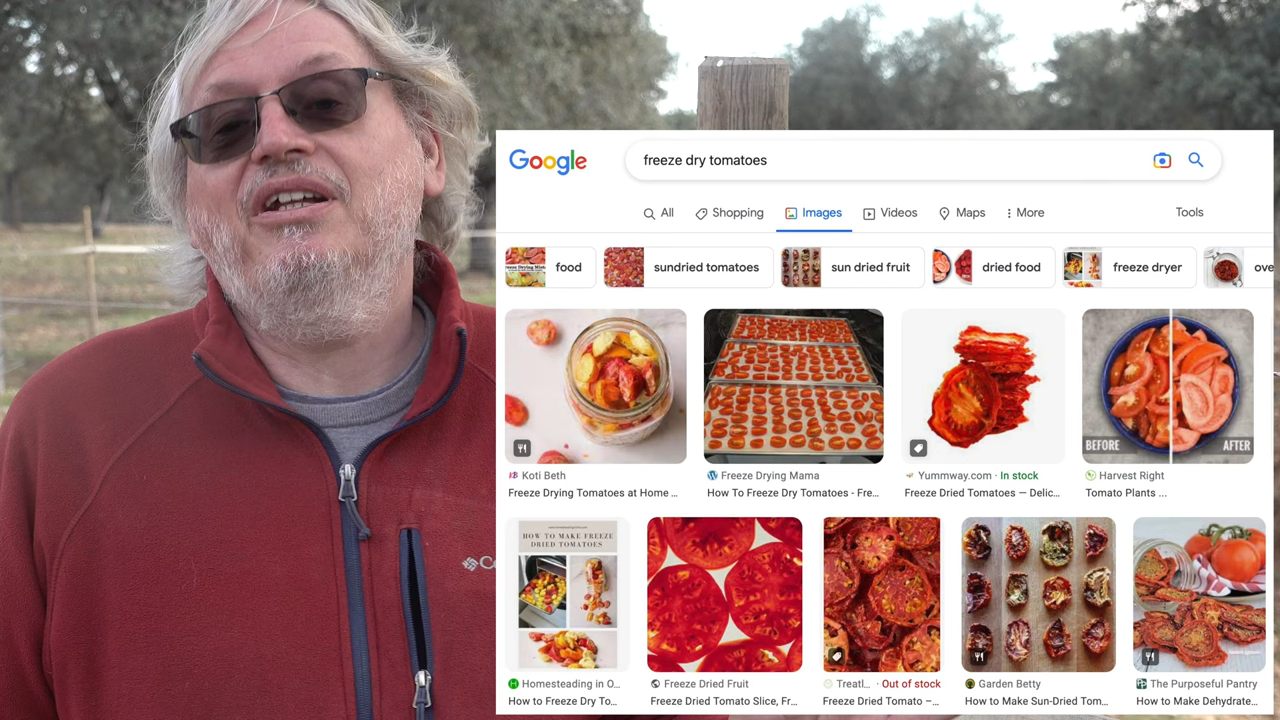 Google
freeze dry tomatoes
All Shopping Images Videos Maps More Tools
food sundried tomatoes sun dried fruit dried food freeze dryer ove
BEFORE AFTER
Koti Beth Freeze Drying Mama Yummway.com · In stock Harvest Right
Freeze Drying Tomatoes at Home ... How To Freeze Dry Tomatoes - Fre... Freeze Dried Tomatoes — Delic... Tomato Plants ...
HOW TO MAKE FREEZE
DRIED TOMATOES
Homesteading in O... Freeze Dried Fruit Treatl... · Out of stock Garden Betty The Purposeful Pantry
How to Freeze Dry To... Freeze Dried Tomato Slice, Fr... Freeze Dried Tomato –... How to Make Sun-Dried Tom... How to Make Dehydrate...